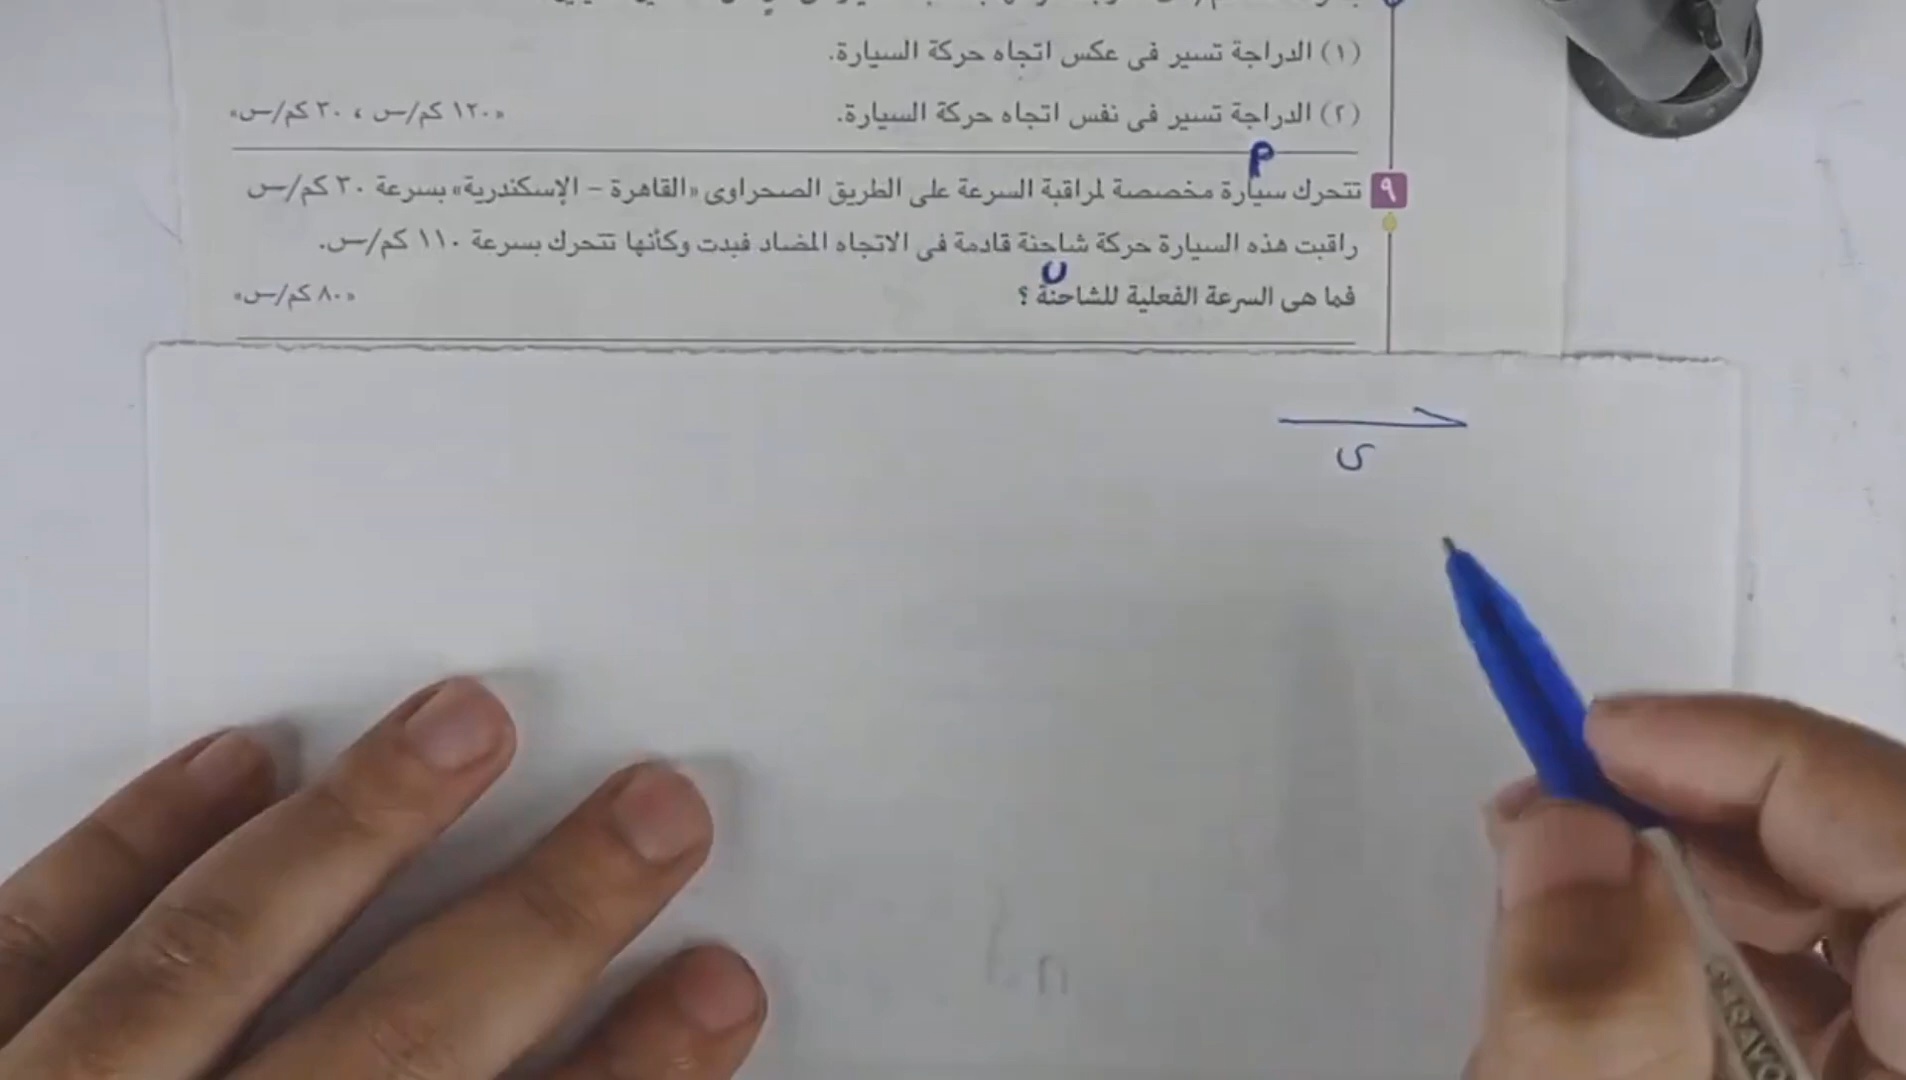 (١) الدراجة تسير فى عكس اتجاه حركة السيارة.
(٢) الدراجة تسير فى نفس اتجاه حركة السيارة. «١٢٠ كم/س ، ٣٠ كم/س»
٩ تتحرك سيارة مخصصة لمراقبة السرعة على الطريق الصحراوى «القاهرة - الإسكندرية» بسرعة ٣٠ كم/س
راقبت هذه السيارة حركة شاحنة قادمة فى الاتجاه المضاد فبدت وكأنها تتحرك بسرعة ١١٠ كم/س.
فما هى السرعة الفعلية للشاحنة ؟ «٨٠ كم/س»
ى